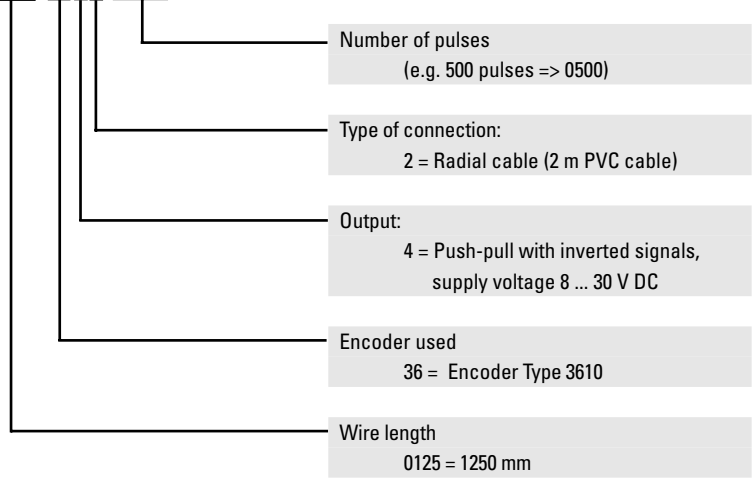 Number of pulses
(e.g. 500 pulses => 0500)
Type of connection:
2 = Radial cable (2 m PVC cable)
Output:
4 = Push-pull with inverted signals,
supply voltage 8 ... 30 V DC
Encoder used
36 = Encoder Type 3610
Wire length
0125 = 1250 mm